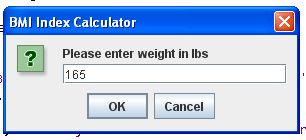 BMI Index Calculator
Please enter weight in lbs
165
OK Cancel